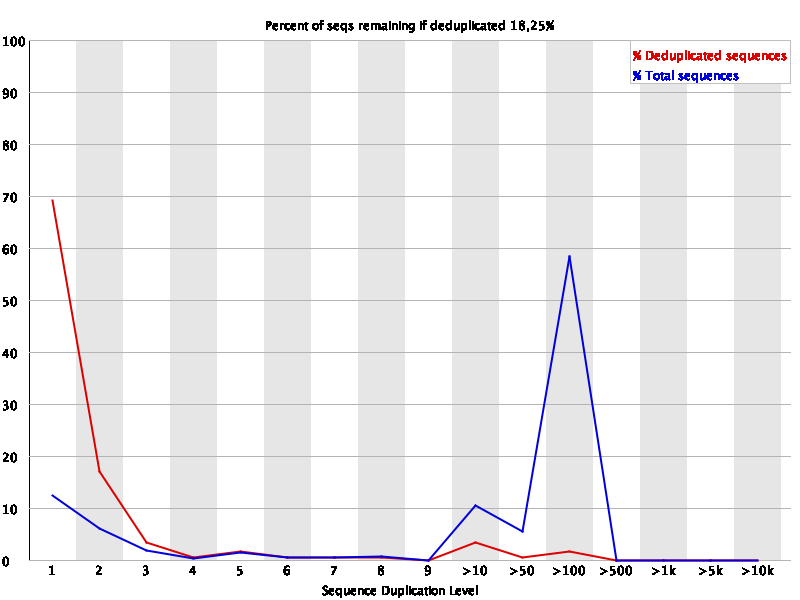 Percent of seqs remaining if deduplicated 18,25%
% Deduplicated sequences
% Total sequences
100
90
80
70
60
50
40
30
20
10
0
1 2 3 4 5 6 7 8 9 >10 >50 >100 >500 >1k >5k >10k
Sequence Duplication Level